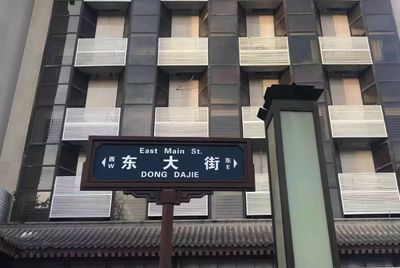 East Main St.
西 东大街 东
W E
DONG DAJIE